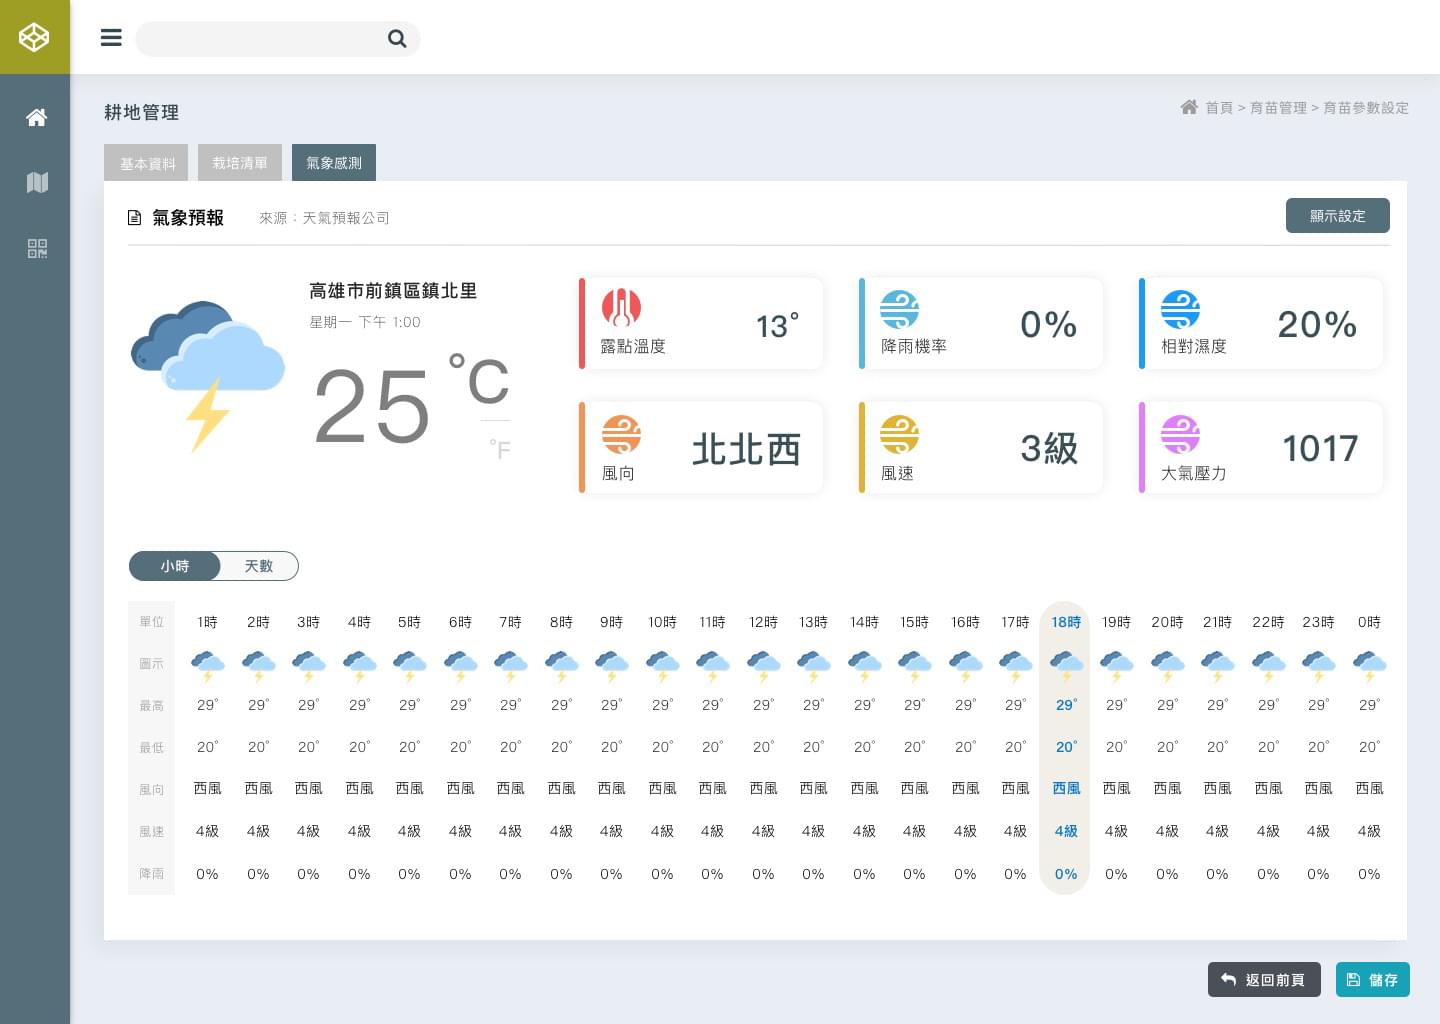 耕地管理
首頁 > 育苗管理 > 育苗參數設定
基本資料 栽培清單 氣象感測
氣象預報 來源：天氣預報公司 顯示設定
高雄市前鎮區鎮北里
星期一 下午 1:00
25 °C
°F
露點溫度 13°
降雨機率 0%
相對濕度 20%
風向 北北西
風速 3級
大氣壓力 1017
小時 天數
單位 1時 2時 3時 4時 5時 6時 7時 8時 9時 10時 11時 12時 13時 14時 15時 16時 17時 18時 19時 20時 21時 22時 23時 0時
圖示
最高 29° 29° 29° 29° 29° 29° 29° 29° 29° 29° 29° 29° 29° 29° 29° 29° 29° 29° 29° 29° 29° 29° 29° 29°
最低 20° 20° 20° 20° 20° 20° 20° 20° 20° 20° 20° 20° 20° 20° 20° 20° 20° 20° 20° 20° 20° 20° 20° 20°
風向 西風 西風 西風 西風 西風 西風 西風 西風 西風 西風 西風 西風 西風 西風 西風 西風 西風 西風 西風 西風 西風 西風 西風 西風
風速 4級 4級 4級 4級 4級 4級 4級 4級 4級 4級 4級 4級 4級 4級 4級 4級 4級 4級 4級 4級 4級 4級 4級 4級
降雨 0% 0% 0% 0% 0% 0% 0% 0% 0% 0% 0% 0% 0% 0% 0% 0% 0% 0% 0% 0% 0% 0% 0% 0%
返回前頁 儲存